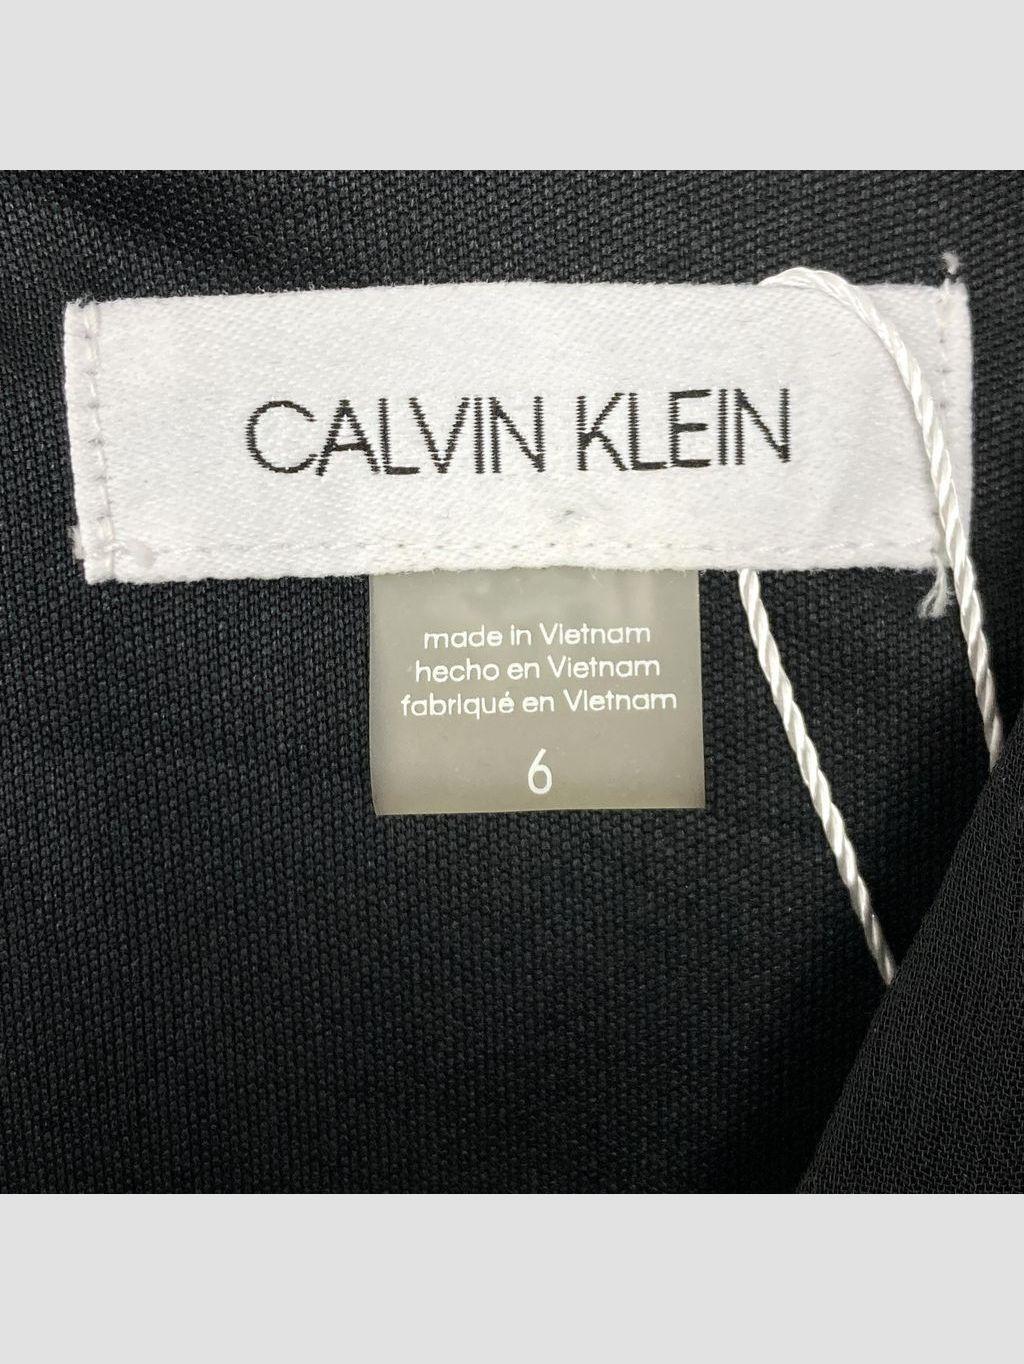 CALVIN KLEIN
made in Vietnam
hecho en Vietnam
fabriqué en Vietnam
6